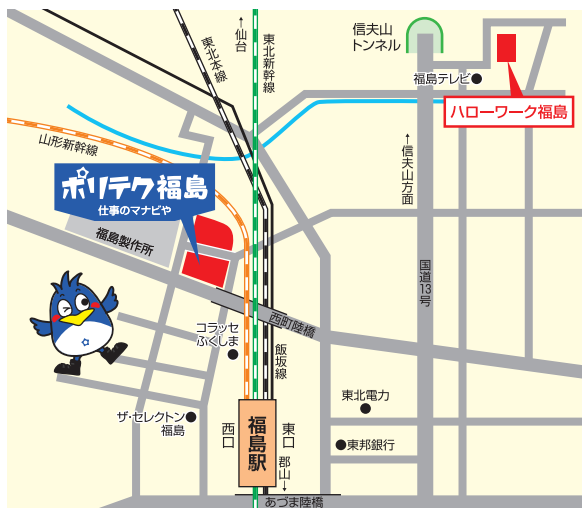 ↑仙台
東北本線
東北新幹線
信夫山
トンネル
福島テレビ
ハローワーク福島
山形新幹線
↑信夫山方面
ポリテク福島
仕事のマナビや
福島製作所
国道13号
西町陸橋
コラッセ
ふくしま
飯坂線
東北電力
ザ・セレクトン
福島
西口
福島駅
東口
東邦銀行
郡山↓
あづま陸橋